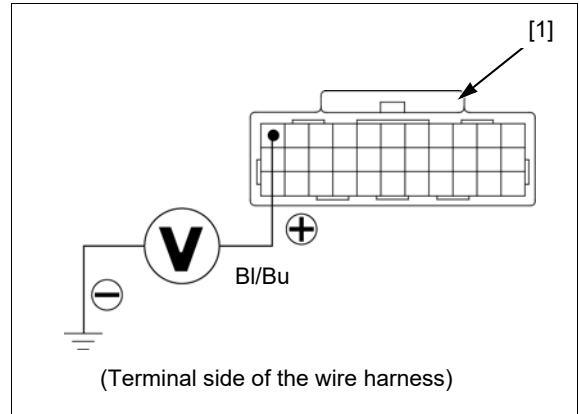 [1]
V
+
Bl/Bu
−
(Terminal side of the wire harness)